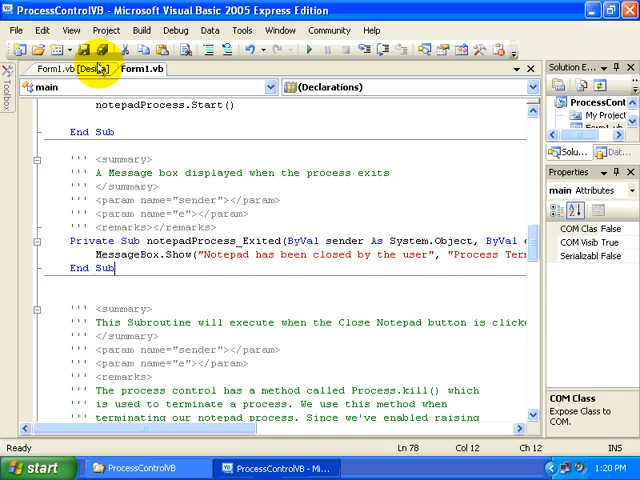 ProcessControlVB - Microsoft Visual Basic 2005 Express Edition
File Edit View Project Build Debug Data Tools Window Community Help
Form1.vb [Design] Form1.vb
main (Declarations)
notepadProcess.Start()
End Sub
''' <summary>
''' A Message box displayed when the process exits
''' </summary>
''' <param name="sender"></param>
''' <param name="e"></param>
''' <remarks></remarks>
Private Sub notepadProcess_Exited(ByVal sender As System.Object, ByVal e
MessageBox.Show("Notepad has been closed by the user", "Process Ter
End Sub
''' <summary>
''' This Subroutine will execute when the Close Notepad button is clicke
''' </summary>
''' <param name="sender"></param>
''' <param name="e"></param>
''' <remarks>
''' The process control has a method called Process.kill() which
''' is used to terminate a process. We use this method when
''' terminating our notepad process. Since we've enabled raising
Toolbox
Solution E...
ProcessCont
My Project
Form1.vb
Solu... Dat...
Properties
main Attributes
COM Clas False
COM Visib True
Serializabl False
COM Class
Expose Class to COM.
Ready Ln 78 Col 12 Ch 12 INS
start ProcessControlVB ProcessControlVB - Mi... 1:20 PM